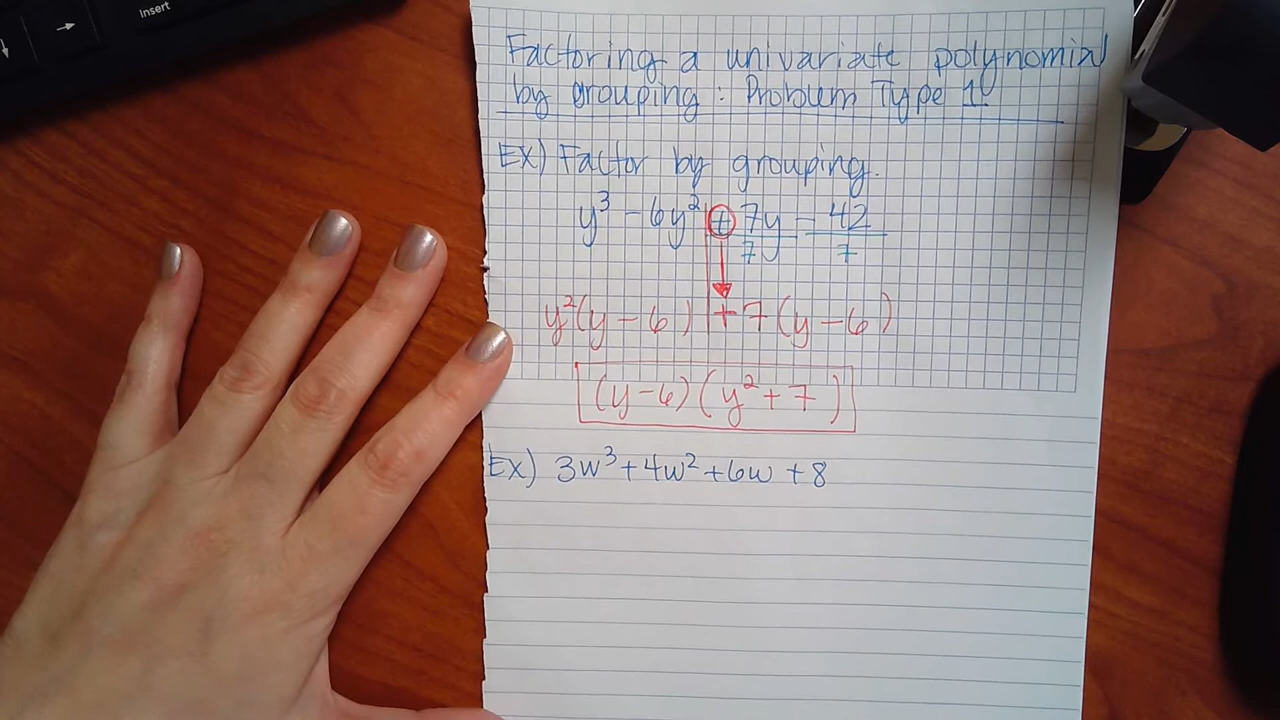 Insert
Factoring a univariate polynomial
by grouping: Problem Type 1.
EX) Factor by grouping.
y³ - 6y² + 7y - 42
7 7
y²(y - 6) + 7(y - 6)
(y - 6)(y² + 7)
Ex) 3w³ + 4w² + 6w + 8